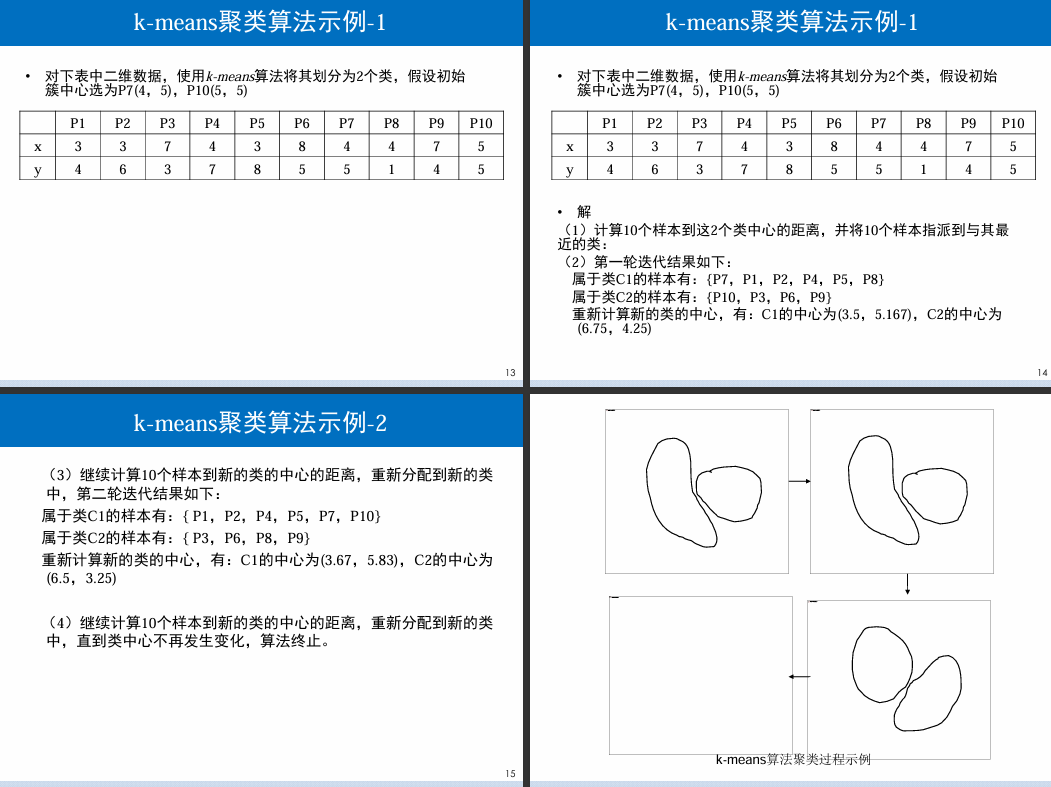 k-means聚类算法示例-1
• 对下表中二维数据，使用k-means算法将其划分为2个类，假设初始
簇中心选为P7(4，5)，P10(5，5)
P1 P2 P3 P4 P5 P6 P7 P8 P9 P10
x 3 3 7 4 3 8 4 4 7 5
y 4 6 3 7 8 5 5 1 4 5
13
k-means聚类算法示例-1
• 对下表中二维数据，使用k-means算法将其划分为2个类，假设初始
簇中心选为P7(4，5)，P10(5，5)
P1 P2 P3 P4 P5 P6 P7 P8 P9 P10
x 3 3 7 4 3 8 4 4 7 5
y 4 6 3 7 8 5 5 1 4 5
• 解
（1）计算10个样本到这2个类中心的距离，并将10个样本指派到与其最
近的类：
（2）第一轮迭代结果如下：
属于类C1的样本有：{P7，P1，P2，P4，P5，P8}
属于类C2的样本有：{P10，P3，P6，P9}
重新计算新的类的中心，有：C1的中心为(3.5，5.167)，C2的中心为
(6.75，4.25)
14
k-means聚类算法示例-2
（3）继续计算10个样本到新的类的中心的距离，重新分配到新的类
中，第二轮迭代结果如下：
属于类C1的样本有：{ P1，P2，P4，P5，P7，P10}
属于类C2的样本有：{ P3，P6，P8，P9}
重新计算新的类的中心，有：C1的中心为(3.67，5.83)，C2的中心为
(6.5，3.25)
（4）继续计算10个样本到新的类的中心的距离，重新分配到新的类
中，直到类中心不再发生变化，算法终止。
15
k-means算法聚类过程示例